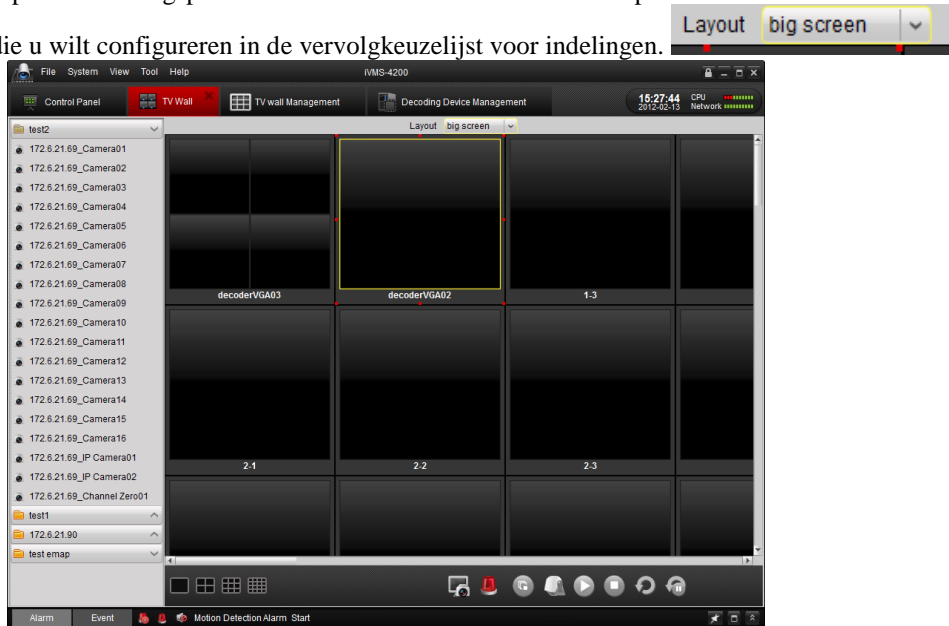 Layout big screen
die u wilt configureren in de vervolgkeuzelijst voor indelingen.
File System View Tool Help iVMS-4200
Control Panel TV Wall TV wall Management Decoding Device Management 15:27:44 2012-02-13 CPU Network
test2
Layout big screen
172.6.21.69_Camera01
172.6.21.69_Camera02
172.6.21.69_Camera03
172.6.21.69_Camera04
172.6.21.69_Camera05
172.6.21.69_Camera06
172.6.21.69_Camera07
172.6.21.69_Camera08
172.6.21.69_Camera09
172.6.21.69_Camera10
172.6.21.69_Camera11
172.6.21.69_Camera12
172.6.21.69_Camera13
172.6.21.69_Camera14
172.6.21.69_Camera15
172.6.21.69_Camera16
172.6.21.69_IP Camera01
172.6.21.69_IP Camera02
172.6.21.69_Channel Zero01
test1
172.6.21.90
test emap
decoderVGA03 decoderVGA02 1-3
2-1 2-2 2-3
Alarm Event Motion Detection Alarm Start